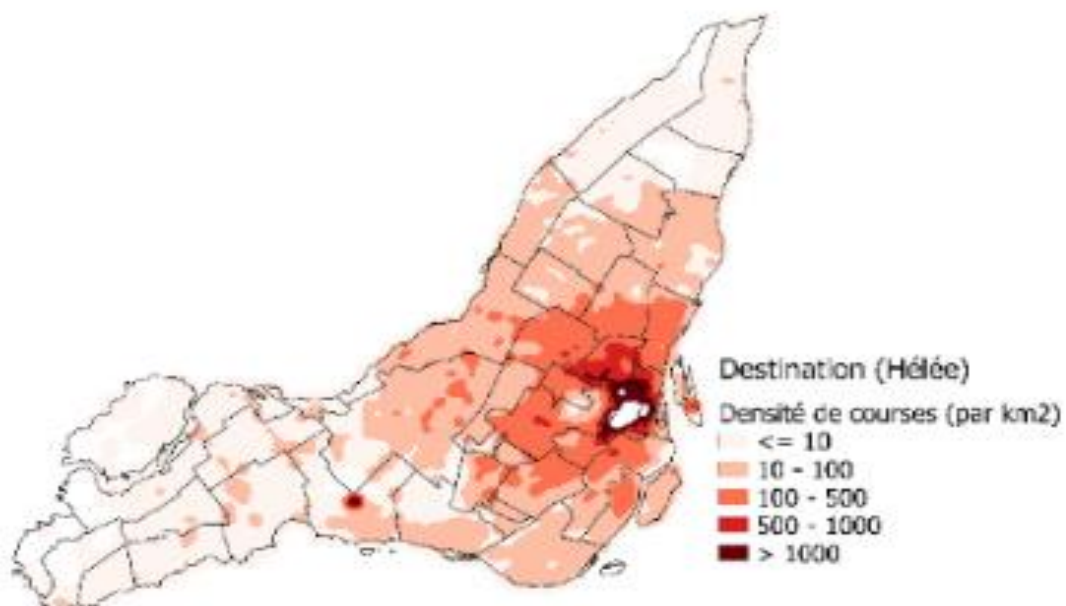 Destination (Hélée)
Densité de courses (par km2)
<= 10
10 - 100
100 - 500
500 - 1000
> 1000